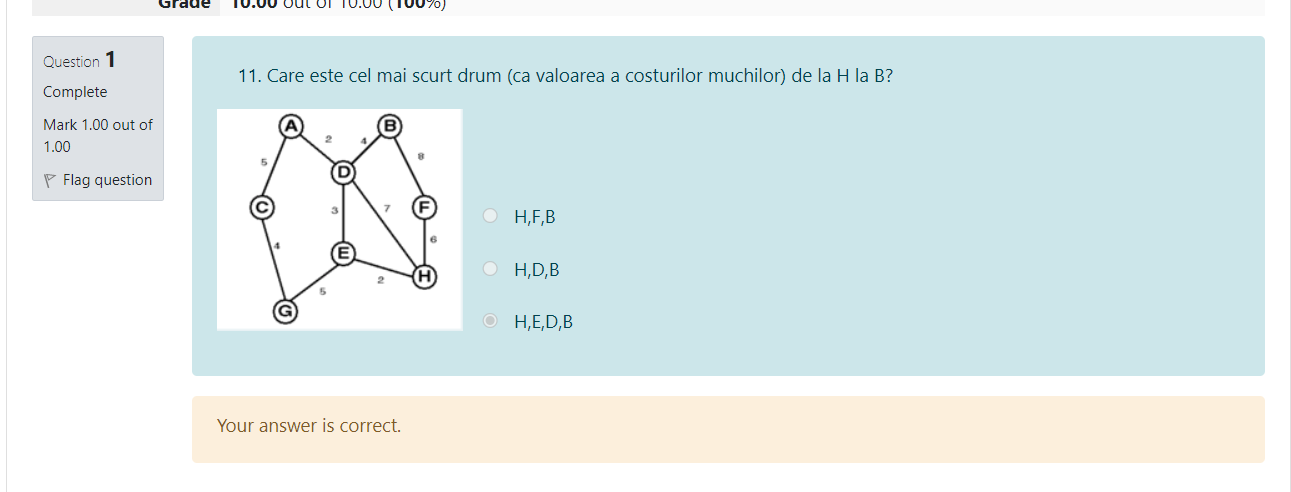 Grade 10.00 out of 10.00 (100%)
Question 1
Complete
Mark 1.00 out of
1.00
Flag question
11. Care este cel mai scurt drum (ca valoarea a costurilor muchilor) de la H la B?
A B
2 4
5 8
D
C 3 7 F
4 6
E
2 H
5
G
H,F,B
H,D,B
H,E,D,B
Your answer is correct.